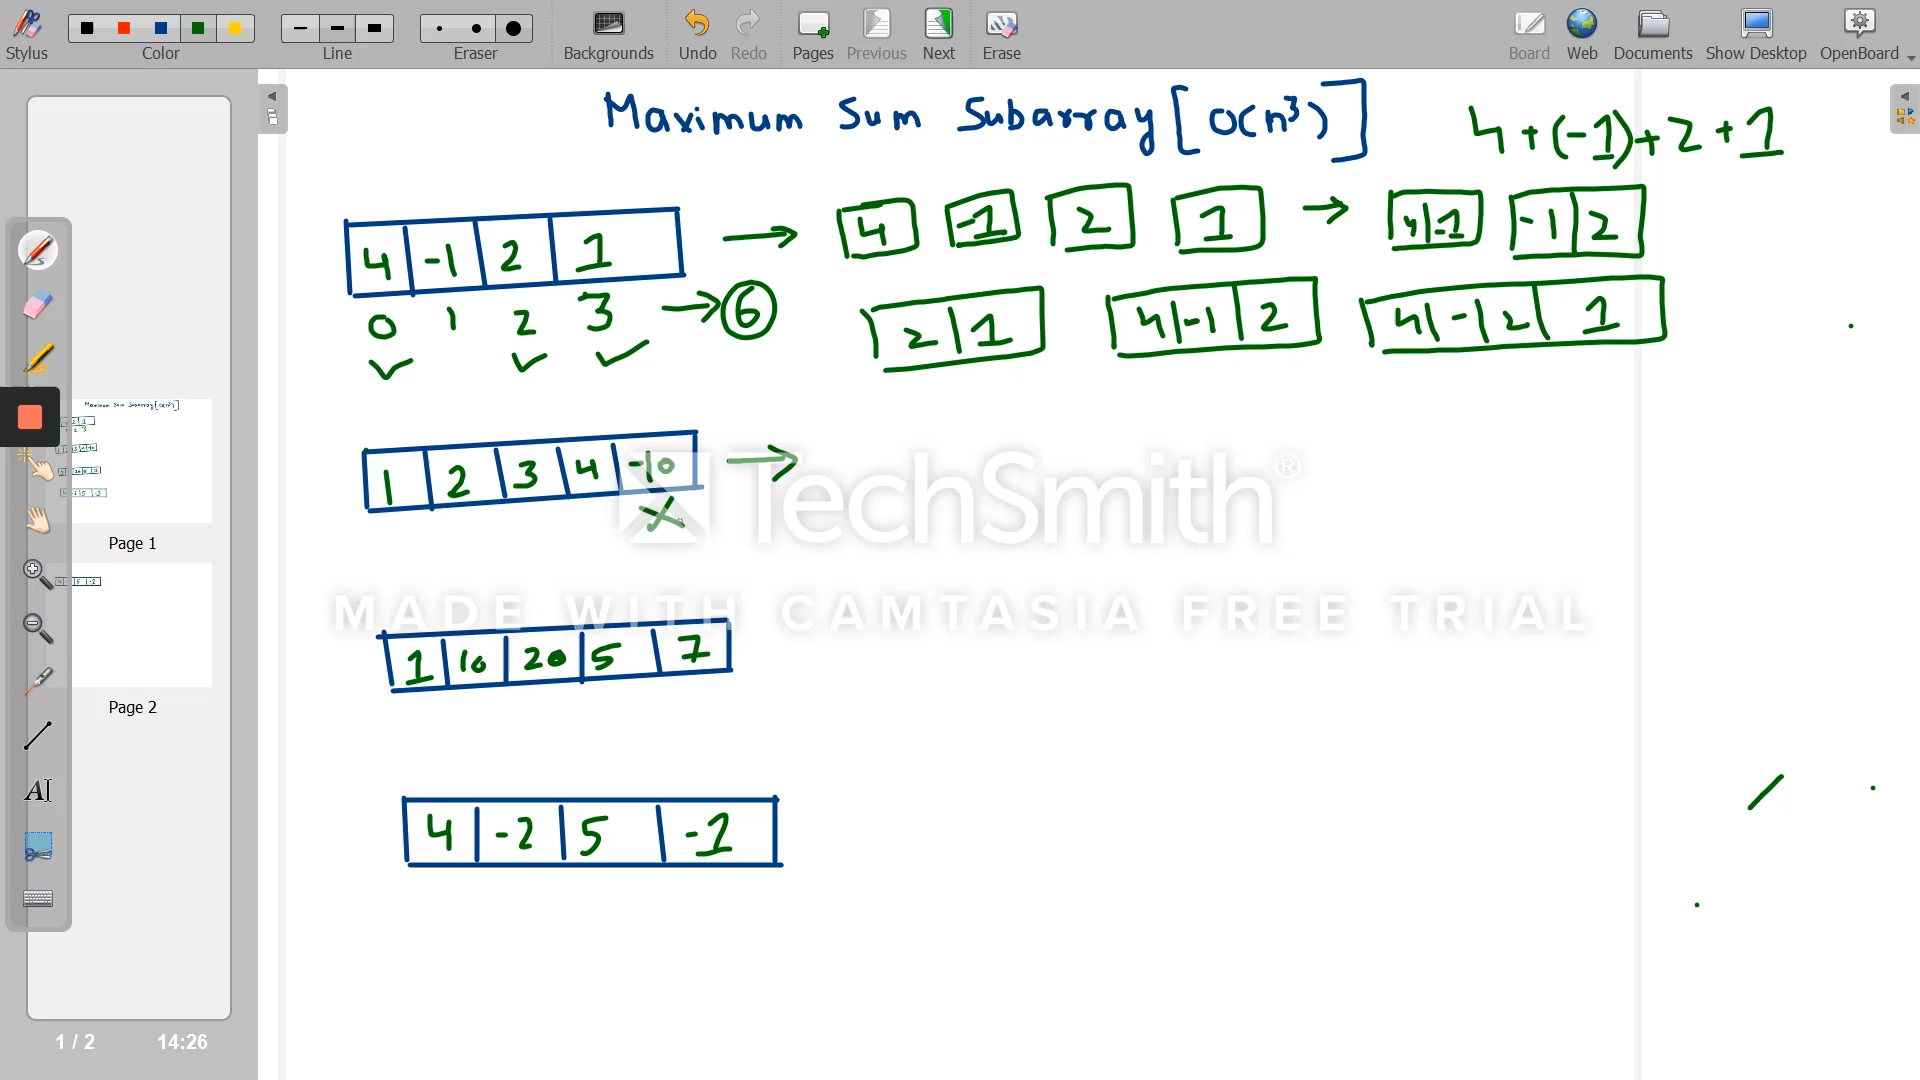 Stylus Color Line Eraser Backgrounds Undo Redo Pages Previous Next Erase Board Web Documents Show Desktop OpenBoard
Maximum Sum Subarray [O(n³)]
4 + (-1) + 2 + 1
4 -1 2 1 → 4 -1 2 1 → 4|-1 -1|2
0 1 2 3 → 6
2|1 4|-1|2 4|-1|2|1
1 2 3 4 -10 →
TechSmith®
MADE WITH CAMTASIA FREE TRIAL
1 10 20 5 7
4 -2 5 -1
Page 1
Page 2
AI
1 / 2 14:26